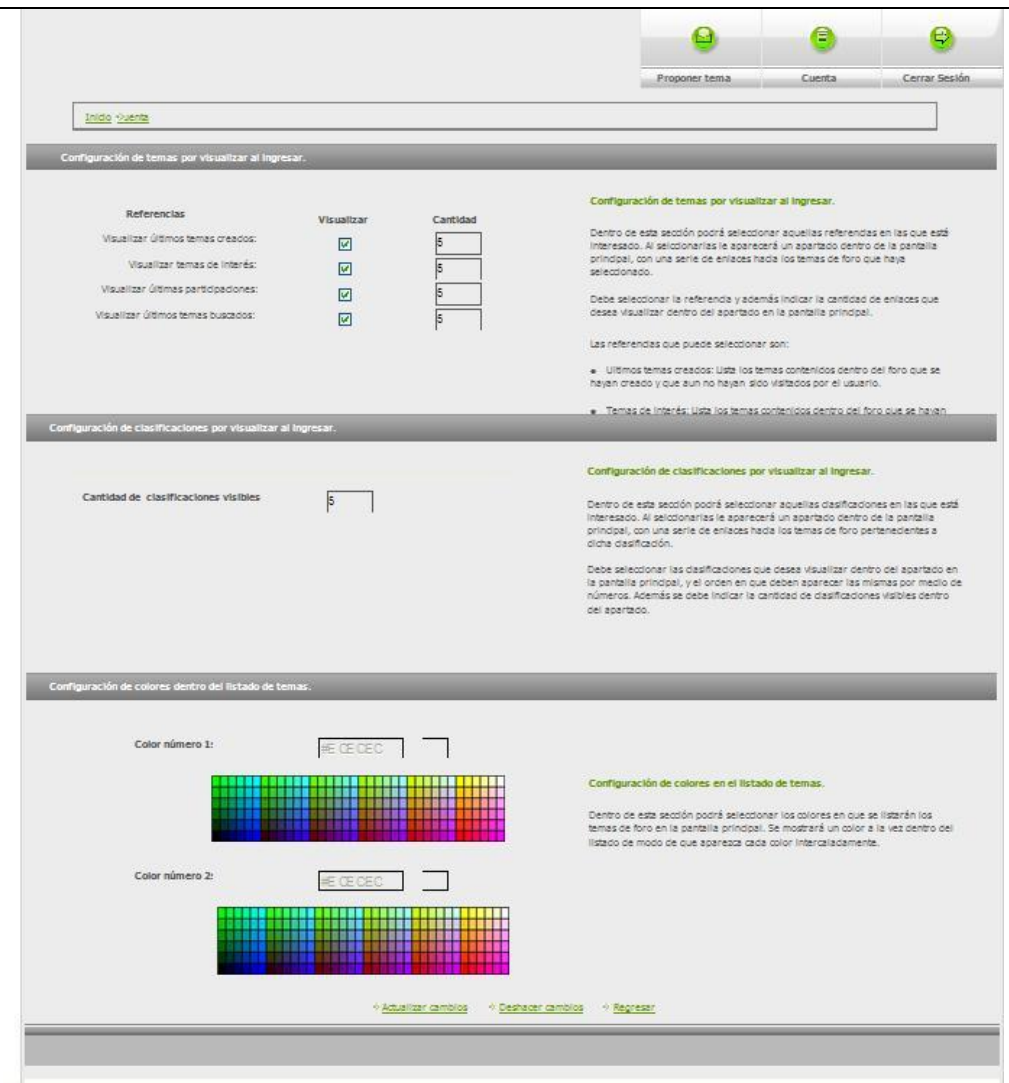 Proponer tema Cuenta Cerrar Sesión
Inicio Cuenta
Configuración de temas por visualizar al ingresar.
Referencias Visualizar Cantidad
Visualizar últimos temas creados: 5
Visualizar temas de interés: 5
Visualizar últimas participaciones: 5
Visualizar últimos temas buscados: 5
Configuración de temas por visualizar al ingresar.
Dentro de esta sección podrá seleccionar aquellas referencias en las que está
interesado. Al selccionarlas le aparecerá un apartado dentro de la pantalla
principal, con una serie de enlaces hacia los temas de foro que haya
seleccionado.
Debe seleccionar la referencia y además indicar la cantidad de enlaces que
desea visualizar dentro del apartado en la pantalla principal.
Las referencias que puede seleccionar son:
• Ultimos temas creados: Lista los temas contenidos dentro del foro que se
hayan creado y que aun no hayan sido visitados por el usuario.
• Temas de interés: Lista los temas contenidos dentro del foro que se hayan
Configuración de clasificaciones por visualizar al ingresar.
Cantidad de clasificaciones visibles 5
Configuración de clasificaciones por visualizar al ingresar.
Dentro de esta sección podrá seleccionar aquellas clasificaciones en las que está
interesado. Al selccionarlas le aparecerá un apartado dentro de la pantalla
principal, con una serie de enlaces hacia los temas de foro pertenecientes a
dicha clasificación.
Debe seleccionar las clasificaciones que desea visualizar dentro del apartado en
la pantalla principal, y el orden en que deben aparecer las mismas por medio de
números. Además se debe indicar la cantidad de clasificaciones visibles dentro
del apartado.
Configuración de colores dentro del listado de temas.
Color número 1: #ECECEC
Configuración de colores en el listado de temas.
Dentro de esta sección podrá seleccionar los colores en que se listarán los
temas de foro en la pantalla principal. Se mostrará un color a la vez dentro del
listado de modo de que aparezca cada color intercaladamente.
Color número 2: #ECECEC
Actualizar cambios Deshacer cambios Regresar